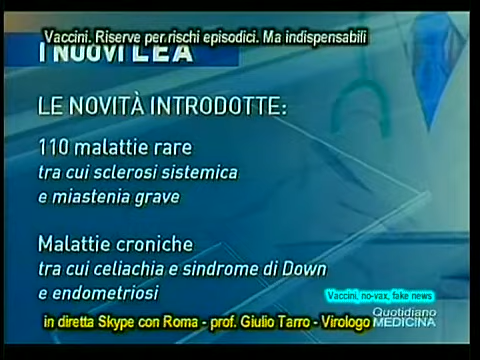 Vaccini. Riserve per rischi episodici. Ma indispensabili
I NUOVI LEA
LE NOVITÀ INTRODOTTE:
110 malattie rare
tra cui sclerosi sistemica
e miastenia grave
Malattie croniche
tra cui celiachia e sindrome di Down
e endometriosi
Vaccini, no-vax, fake news
Quotidiano
MEDICINA
in diretta Skype con Roma - prof. Giulio Tarro - Virologo